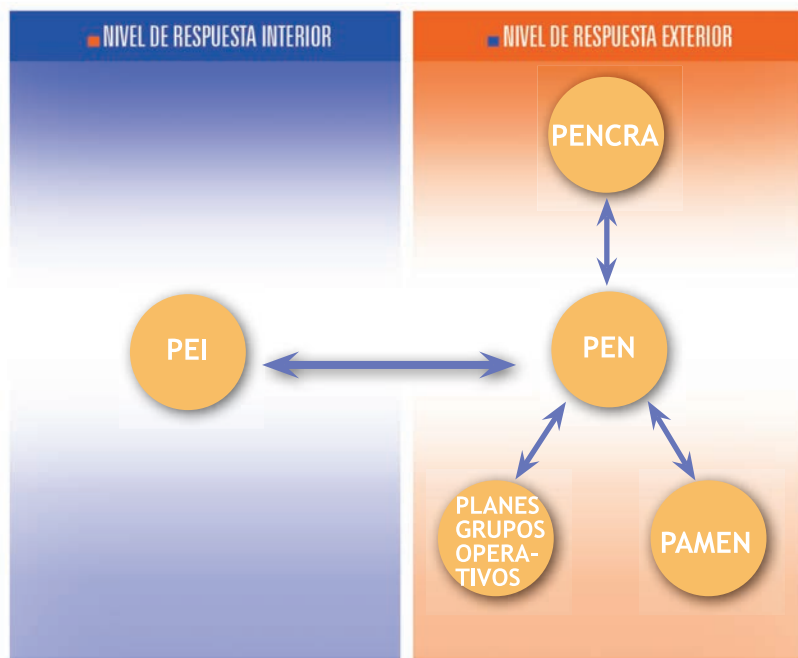 NIVEL DE RESPUESTA INTERIOR
NIVEL DE RESPUESTA EXTERIOR
PENCRA
PEI
PEN
PLANES
GRUPOS
OPERA-
TIVOS
PAMEN